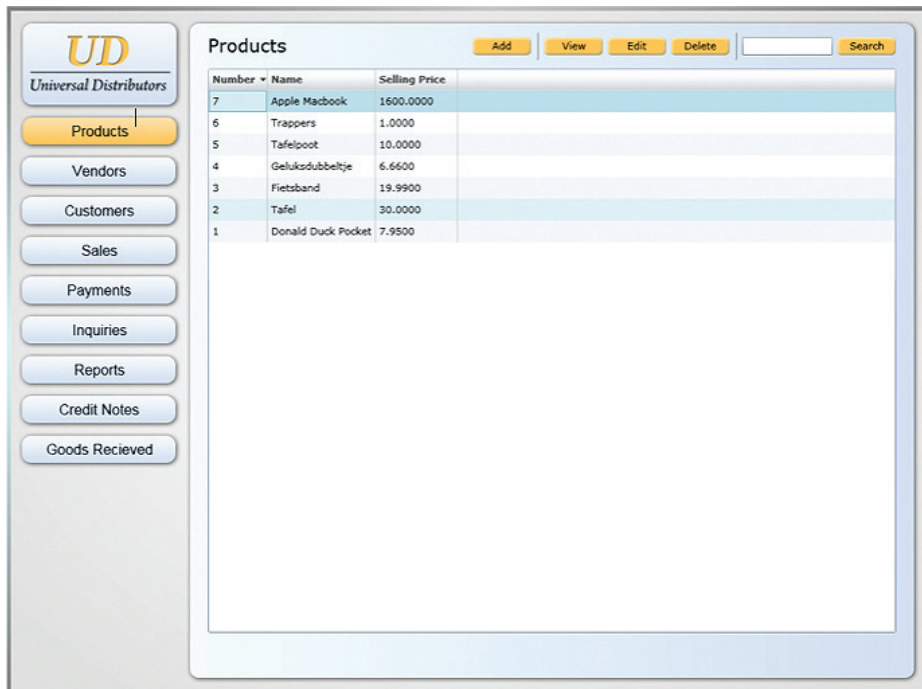 UD
Universal Distributors
Products
Vendors
Customers
Sales
Payments
Inquiries
Reports
Credit Notes
Goods Recieved
Products Add View Edit Delete Search
Number Name Selling Price
7 Apple Macbook 1600.0000
6 Trappers 1.0000
5 Tafelpoot 10.0000
4 Geluksdubbeltje 6.6600
3 Fietsband 19.9900
2 Tafel 30.0000
1 Donald Duck Pocket 7.9500